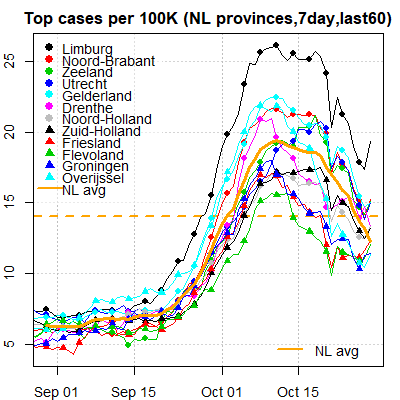 Top cases per 100K (NL provinces,7day,last60)
25
20
15
10
5
Limburg
Noord-Brabant
Zeeland
Utrecht
Gelderland
Drenthe
Noord-Holland
Zuid-Holland
Friesland
Flevoland
Groningen
Overijssel
NL avg
NL avg
Sep 01
Sep 15
Oct 01
Oct 15